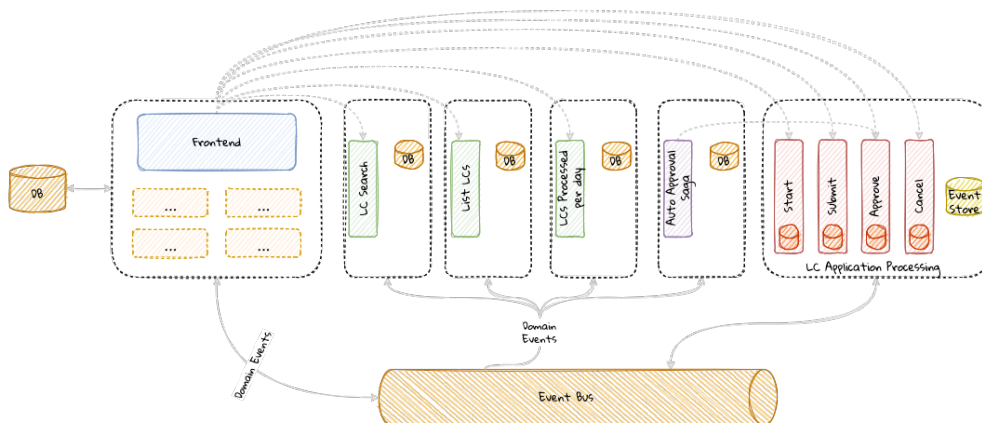 Frontend
DB
...
...
...
...
LC Search
DB
List LCs
DB
LCs Processed
per day
DB
Auto Approval
Saga
DB
Start
Submit
Approve
Cancel
Event
Store
LC Application Processing
Domain
Events
Domain Events
Event Bus